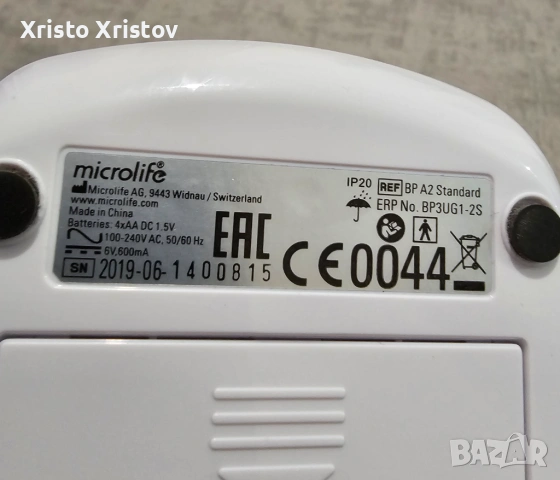 Xristo Xristov
microlife®
Microlife AG, 9443 Widnau / Switzerland
www.microlife.com
Made in China
Batteries: 4xAA DC 1.5V
100-240V AC, 50/60 Hz
6V,600mA
SN 2019-06-1400815
EAC
IP20 REF BP A2 Standard
ERP No. BP3UG1-2S
CE0044
BAZAR